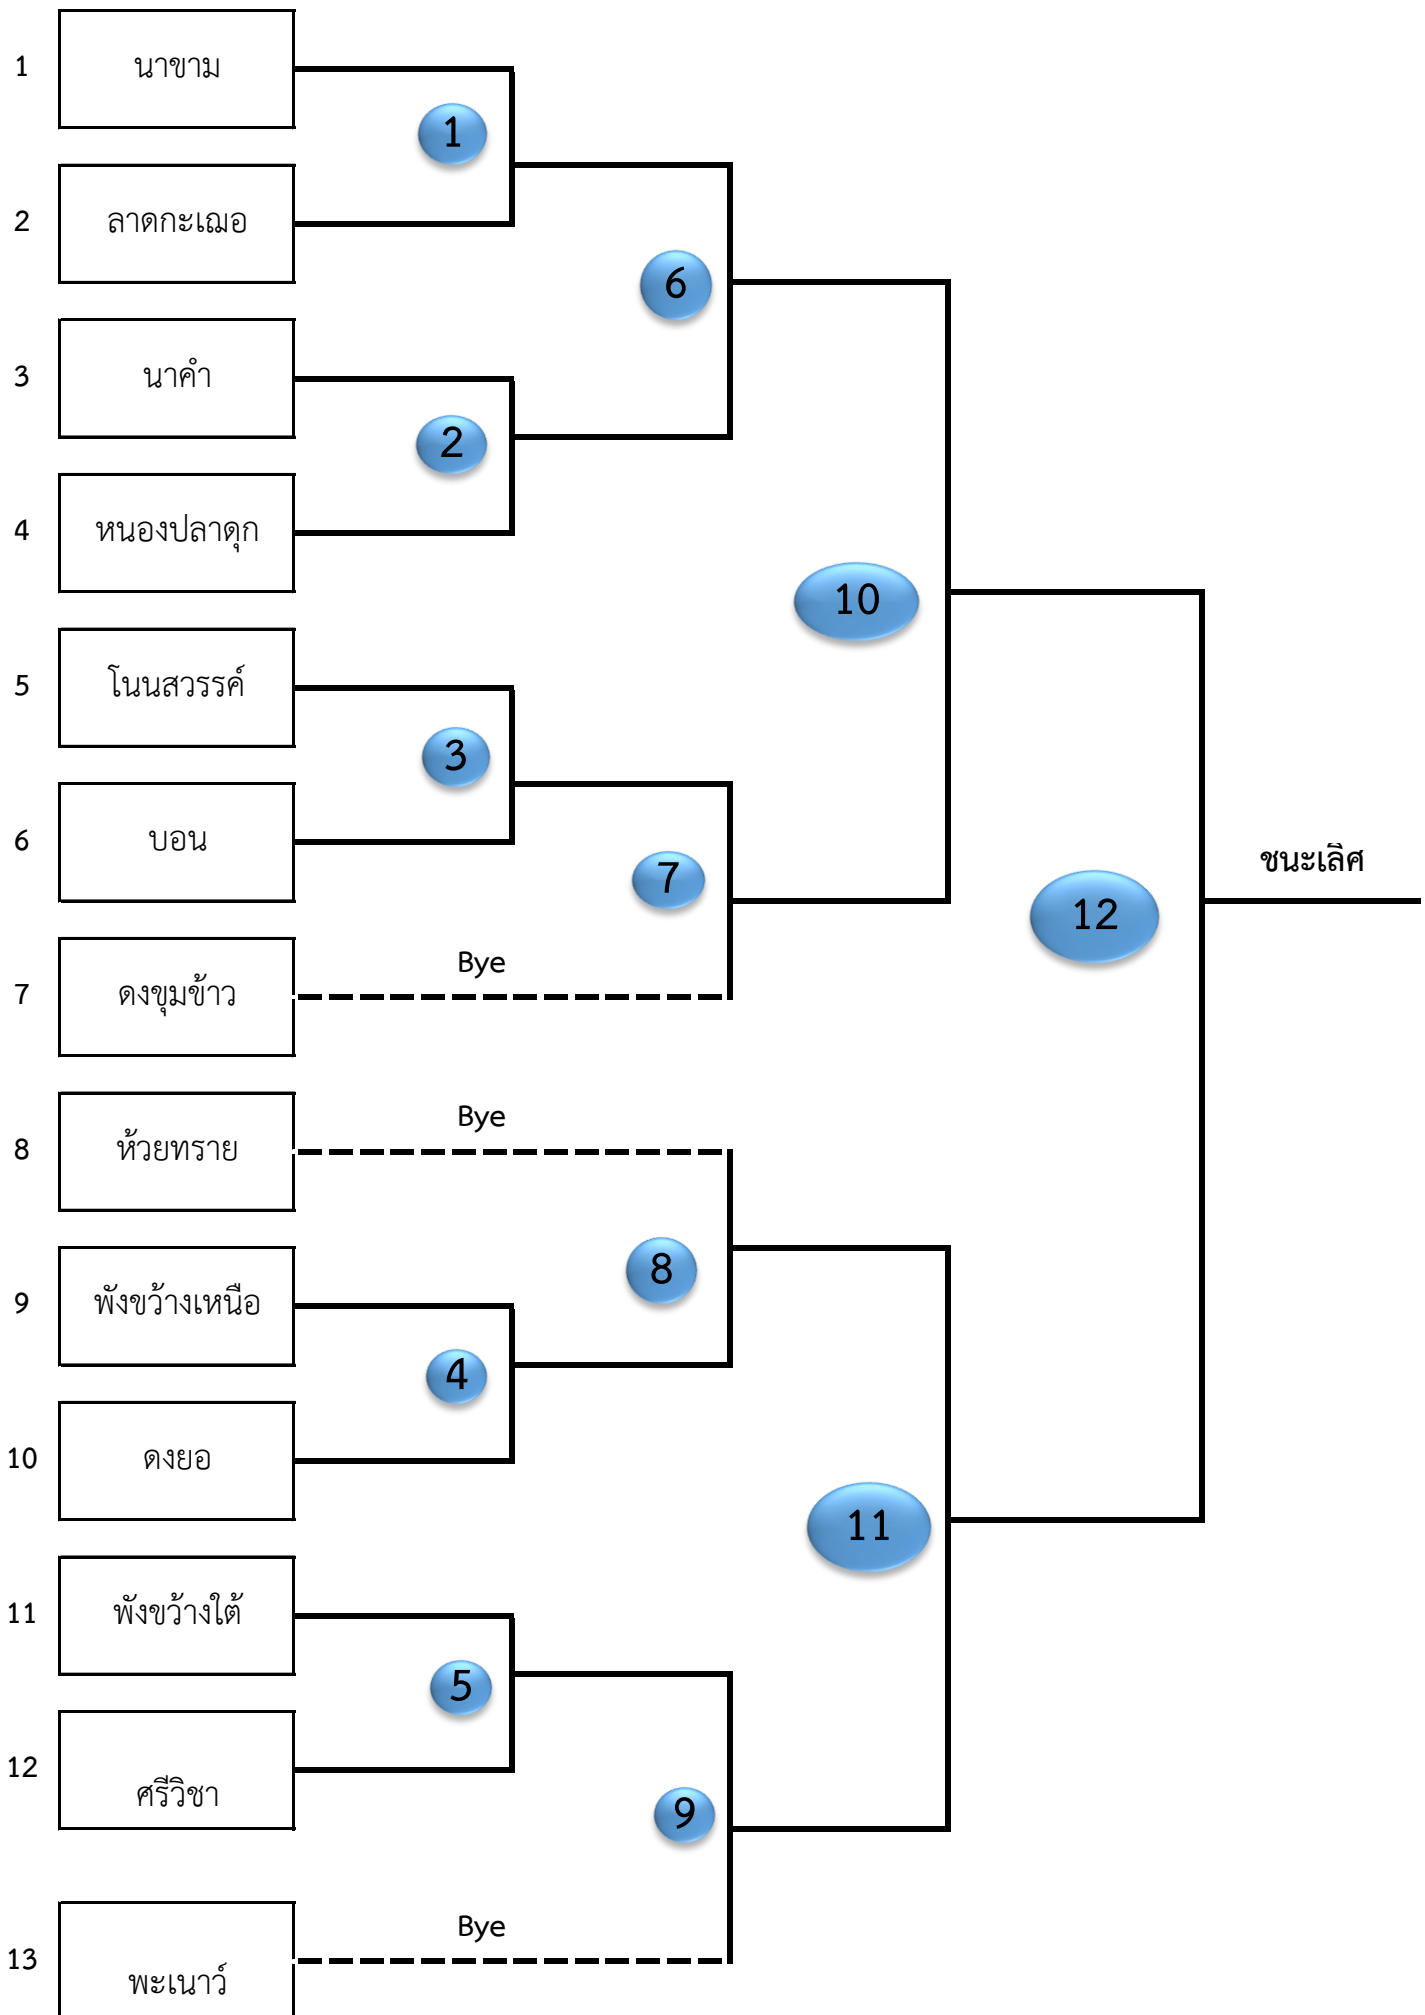 1 นาขาม
1
2 ลาดกะเฌอ
6
3 นาคำ
2
4 หนองปลาดุก
10
5 โนนสวรรค์
3
6 บอน
7
ชนะเลิศ
12
Bye
7 ดงขุมข้าว
Bye
8 ห้วยทราย
8
9 พังขว้างเหนือ
4
10 ดงยอ
11
11 พังขว้างใต้
5
12 ศรีวิชา
9
Bye
13 พะเนาว์